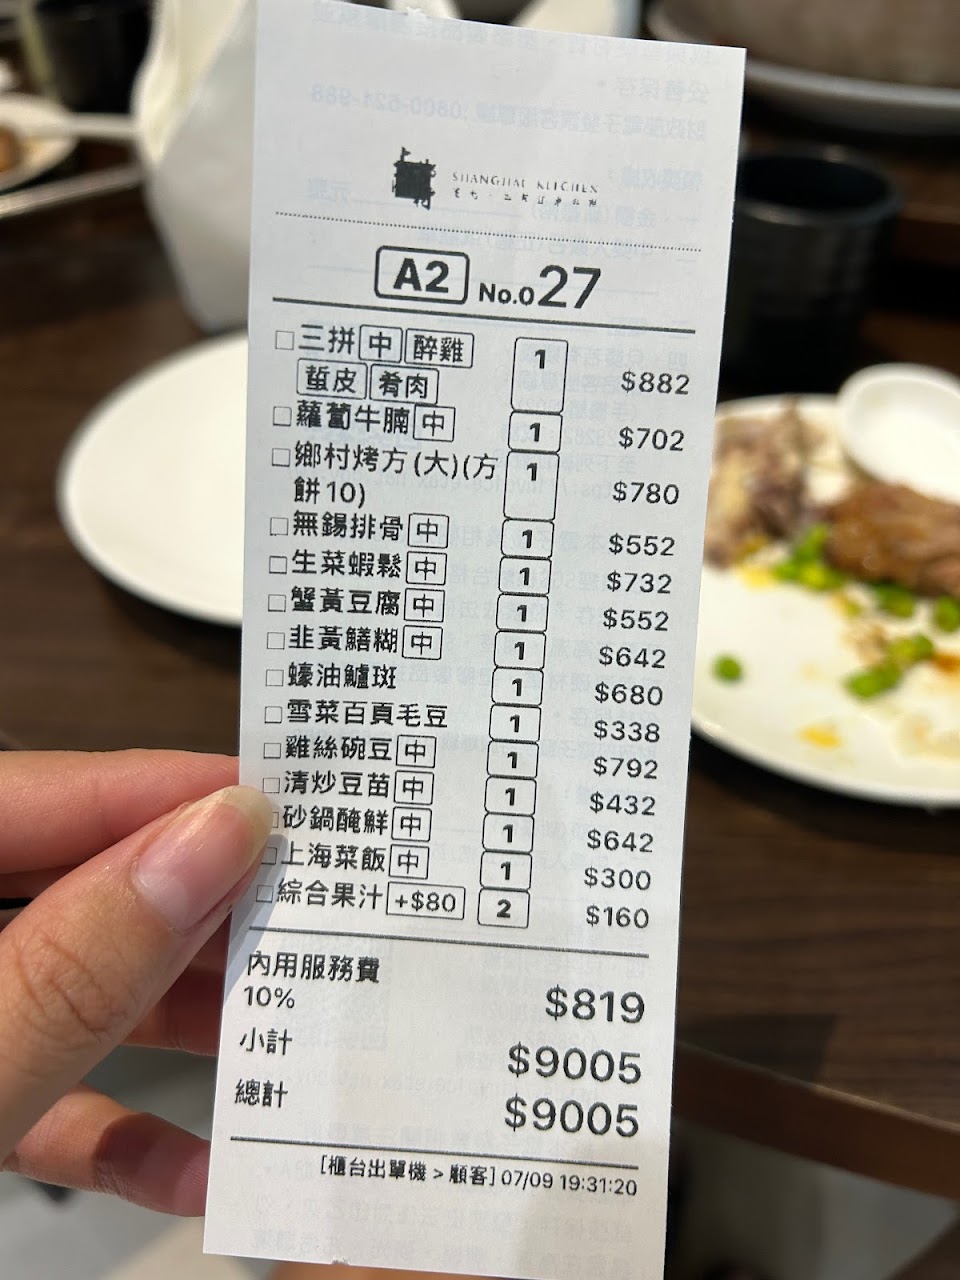 SHANGHAI KITCHEN
A2 No.027
□三拼 中 醉雞 1 $882
蜇皮 肴肉
□蘿蔔牛腩 中 1 $702
□鄉村烤方(大)(方 1 $780
餅10)
□無錫排骨 中 1 $552
□生菜蝦鬆 中 1 $732
□蟹黃豆腐 中 1 $552
□韭黃鱔糊 中 1 $642
□蠔油鱸斑 1 $680
□雪菜百頁毛豆 1 $338
□雞絲碗豆 中 1 $792
□清炒豆苗 中 1 $432
□砂鍋醃鮮 中 1 $642
□上海菜飯 中 1 $300
□綜合果汁 +$80 2 $160
內用服務費
10% $819
小計 $9005
總計 $9005
[櫃台出單機 > 顧客] 07/09 19:31:20